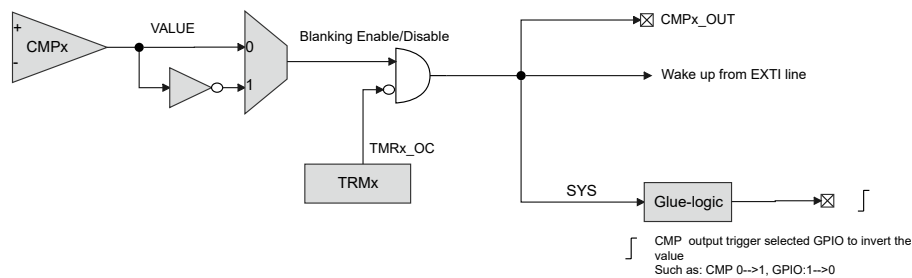 +
CMPx
-
VALUE
0
1
Blanking Enable/Disable
TMRx_OC
TRMx
CMPx_OUT
Wake up from EXTI line
SYS
Glue-logic
CMP output trigger selected GPIO to invert the
value
Such as: CMP 0-->1, GPIO:1-->0